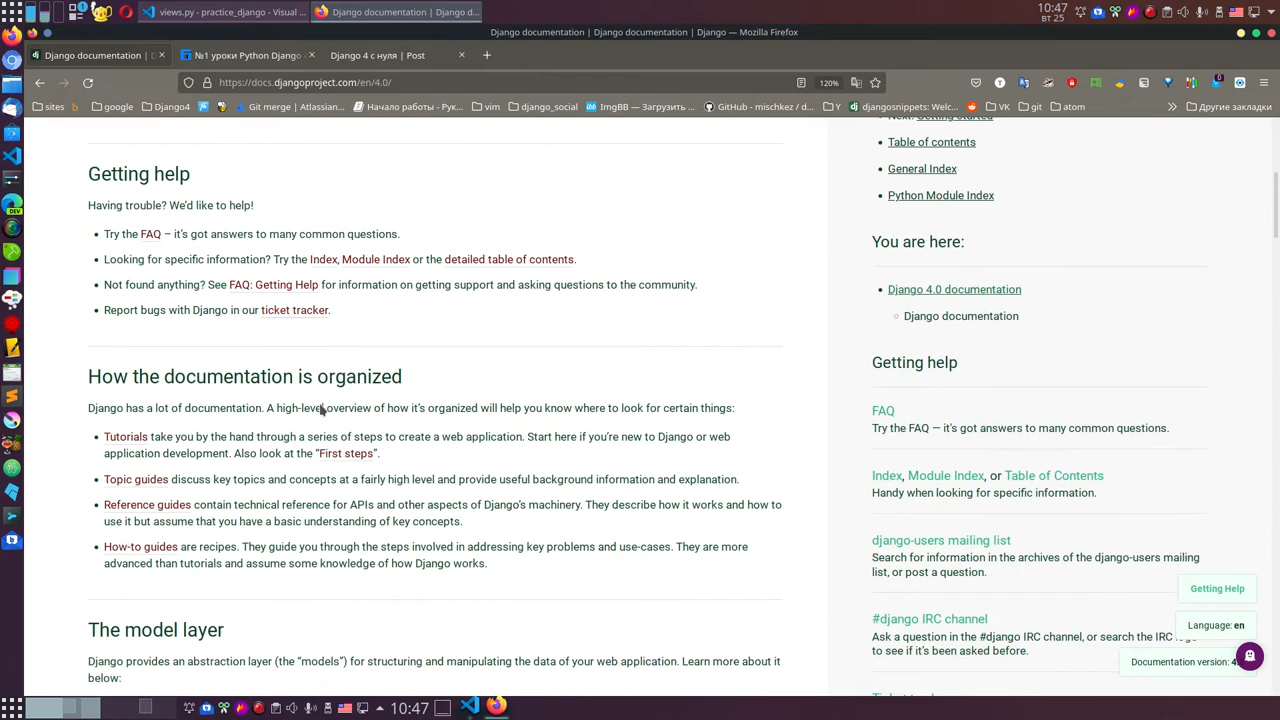 views.py - practice_django - Visual ...
Django documentation | Django d...
10:47
вт 25
Django documentation | Django documentation | Django — Mozilla Firefox
Django documentation | D
№1 уроки Python Django
Django 4 с нуля | Post
https://docs.djangoproject.com/en/4.0/
120%
sites
google
Django4
Git merge | Atlassian...
Начало работы - Рук...
vim
django_social
ImgBB — Загрузить ...
GitHub - mischkez / d...
Y
djangosnippets: Welc...
VK
git
atom
Другие закладки
Next: Getting started
Table of contents
General Index
Python Module Index
You are here:
Django 4.0 documentation
Django documentation
Getting help
Having trouble? We'd like to help!
Try the FAQ – it's got answers to many common questions.
Looking for specific information? Try the Index, Module Index or the detailed table of contents.
Not found anything? See FAQ: Getting Help for information on getting support and asking questions to the community.
Report bugs with Django in our ticket tracker.
How the documentation is organized
Django has a lot of documentation. A high-level overview of how it's organized will help you know where to look for certain things:
Tutorials take you by the hand through a series of steps to create a web application. Start here if you're new to Django or web
application development. Also look at the “First steps”.
Topic guides discuss key topics and concepts at a fairly high level and provide useful background information and explanation.
Reference guides contain technical reference for APIs and other aspects of Django's machinery. They describe how it works and how to
use it but assume that you have a basic understanding of key concepts.
How-to guides are recipes. They guide you through the steps involved in addressing key problems and use-cases. They are more
advanced than tutorials and assume some knowledge of how Django works.
The model layer
Django provides an abstraction layer (the “models”) for structuring and manipulating the data of your web application. Learn more about it
below:
Getting help
FAQ
Try the FAQ — it's got answers to many common questions.
Index, Module Index, or Table of Contents
Handy when looking for specific information.
django-users mailing list
Search for information in the archives of the django-users mailing
list, or post a question.
#django IRC channel
Ask a question in the #django IRC channel, or search the IRC logs
to see if it's been asked before.
Getting Help
Language: en
Documentation version: 4
10:47